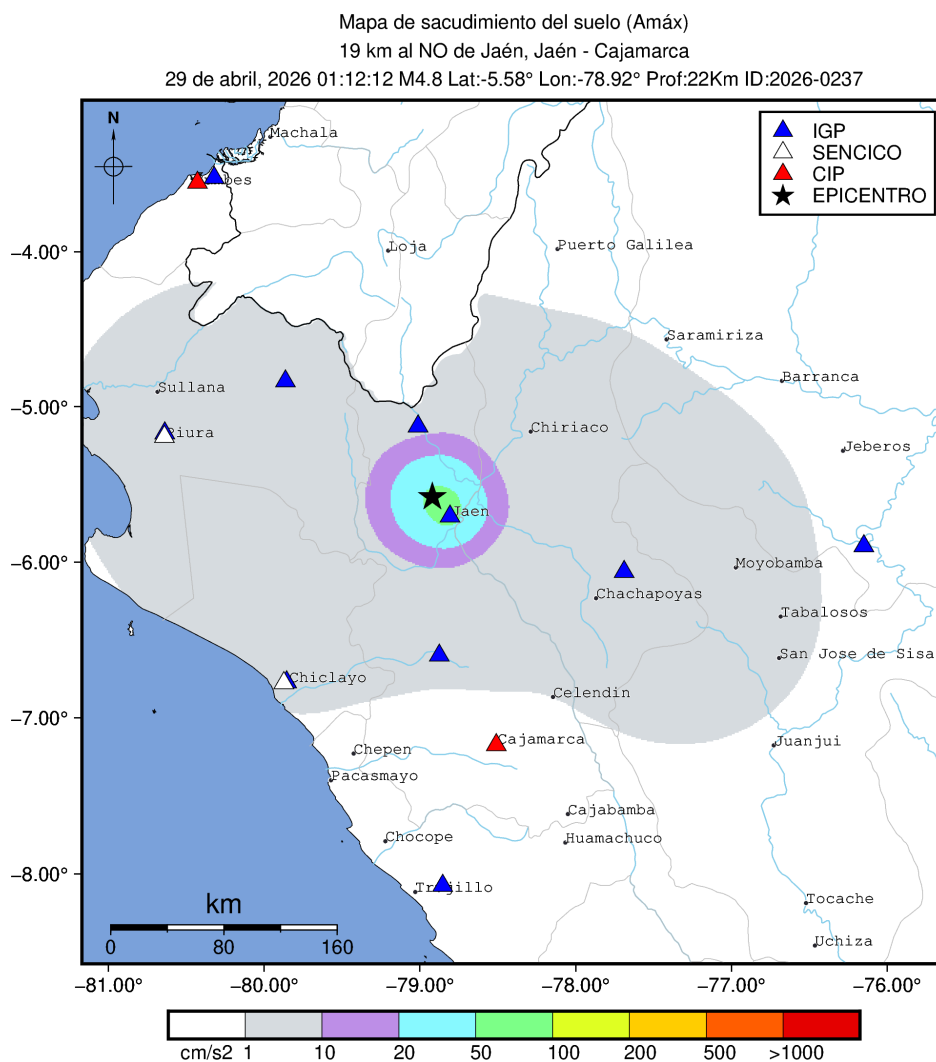 Mapa de sacudimiento del suelo (Amáx)
19 km al NO de Jaén, Jaén - Cajamarca
29 de abril, 2026 01:12:12 M4.8 Lat:-5.58° Lon:-78.92° Prof:22Km ID:2026-0237
N
Machala
IGP
SENCICO
CIP
EPICENTRO
bes
Loja
Puerto Galilea
−4.00°
Saramiriza
Barranca
Sullana
−5.00°
Piura
Chiriaco
Jeberos
Jaen
−6.00°
Moyobamba
Chachapoyas
Tabalosos
San Jose de Sisa
Chiclayo
Celendin
−7.00°
Cajamarca
Juanjui
Chepen
Pacasmayo
Cajabamba
Chocope
Huamachuco
−8.00°
Trujillo
Tocache
km
Uchiza
0 80 160
−81.00° −80.00° −79.00° −78.00° −77.00° −76.00°
cm/s2 1 10 20 50 100 200 500 >1000